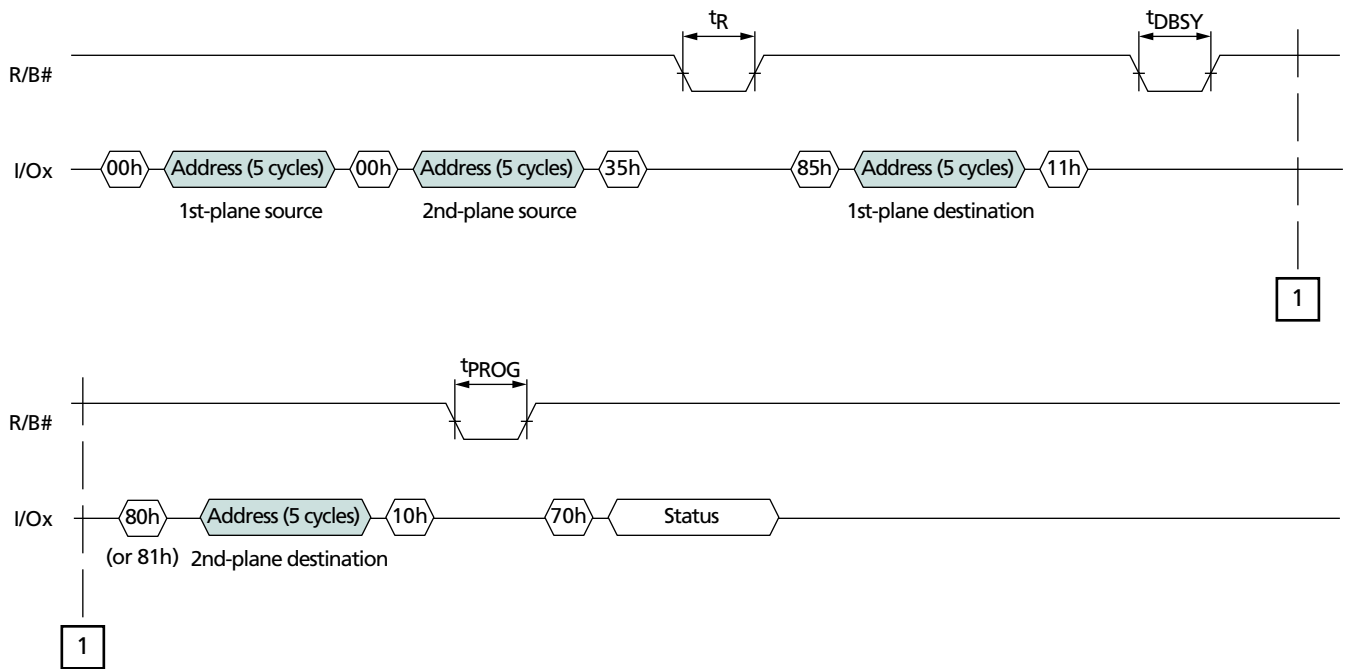 tR tDBSY
R/B#
I/Ox 00h Address (5 cycles) 00h Address (5 cycles) 35h 85h Address (5 cycles) 11h
1st-plane source 2nd-plane source 1st-plane destination
1
tPROG
R/B#
I/Ox 80h Address (5 cycles) 10h 70h Status
(or 81h) 2nd-plane destination
1